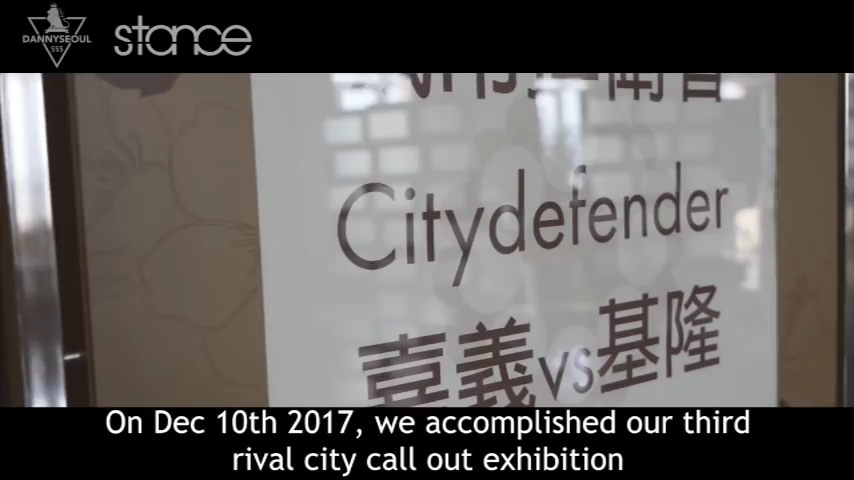 DANNYSEOUL
555
stance
Citydefender
嘉義vs基隆
On Dec 10th 2017, we accomplished our third
rival city call out exhibition